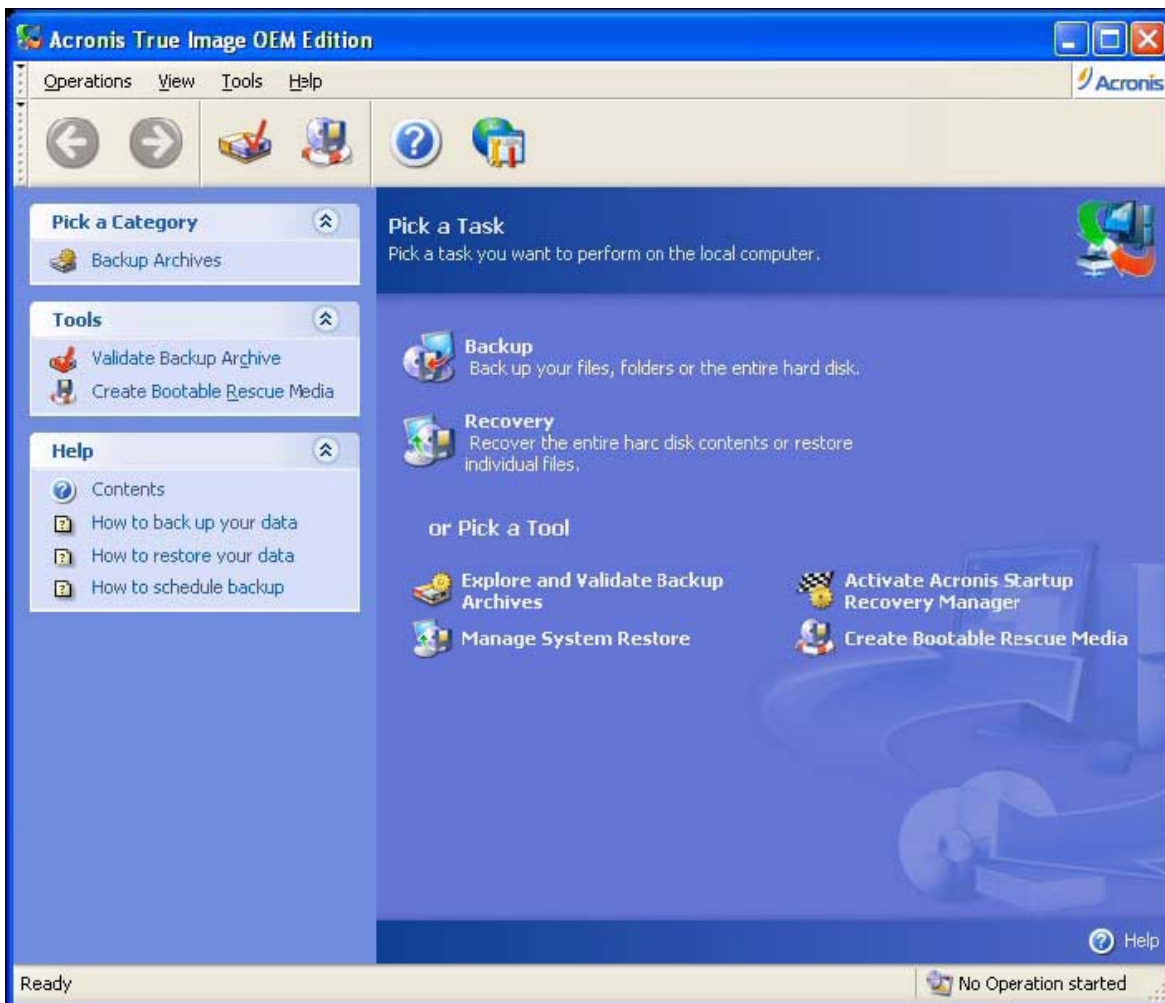 Acronis True Image OEM Edition
Operations View Tools Help
Acronis
Pick a Category
Backup Archives
Tools
Validate Backup Archive
Create Bootable Rescue Media
Help
Contents
How to back up your data
How to restore your data
How to schedule backup
Pick a Task
Pick a task you want to perform on the local computer.
Backup
Back up your files, folders or the entire hard disk.
Recovery
Recover the entire hard disk contents or restore
individual files.
or Pick a Tool
Explore and Validate Backup
Archives
Manage System Restore
Activate Acronis Startup
Recovery Manager
Create Bootable Rescue Media
Help
Ready
No Operation started